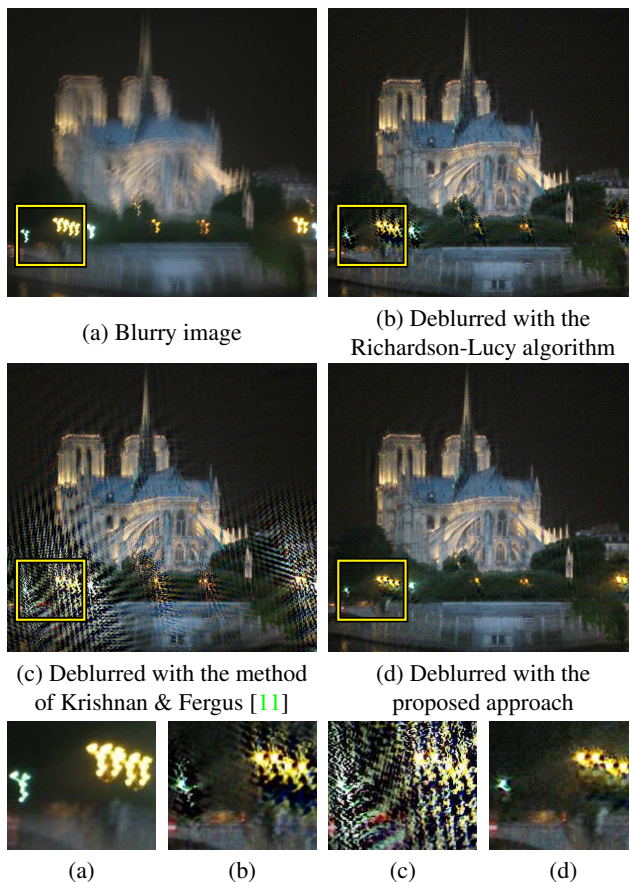 (a) Blurry image
(b) Deblurred with the
Richardson-Lucy algorithm
(c) Deblurred with the method
of Krishnan & Fergus [11]
(d) Deblurred with the
proposed approach
(a)
(b)
(c)
(d)